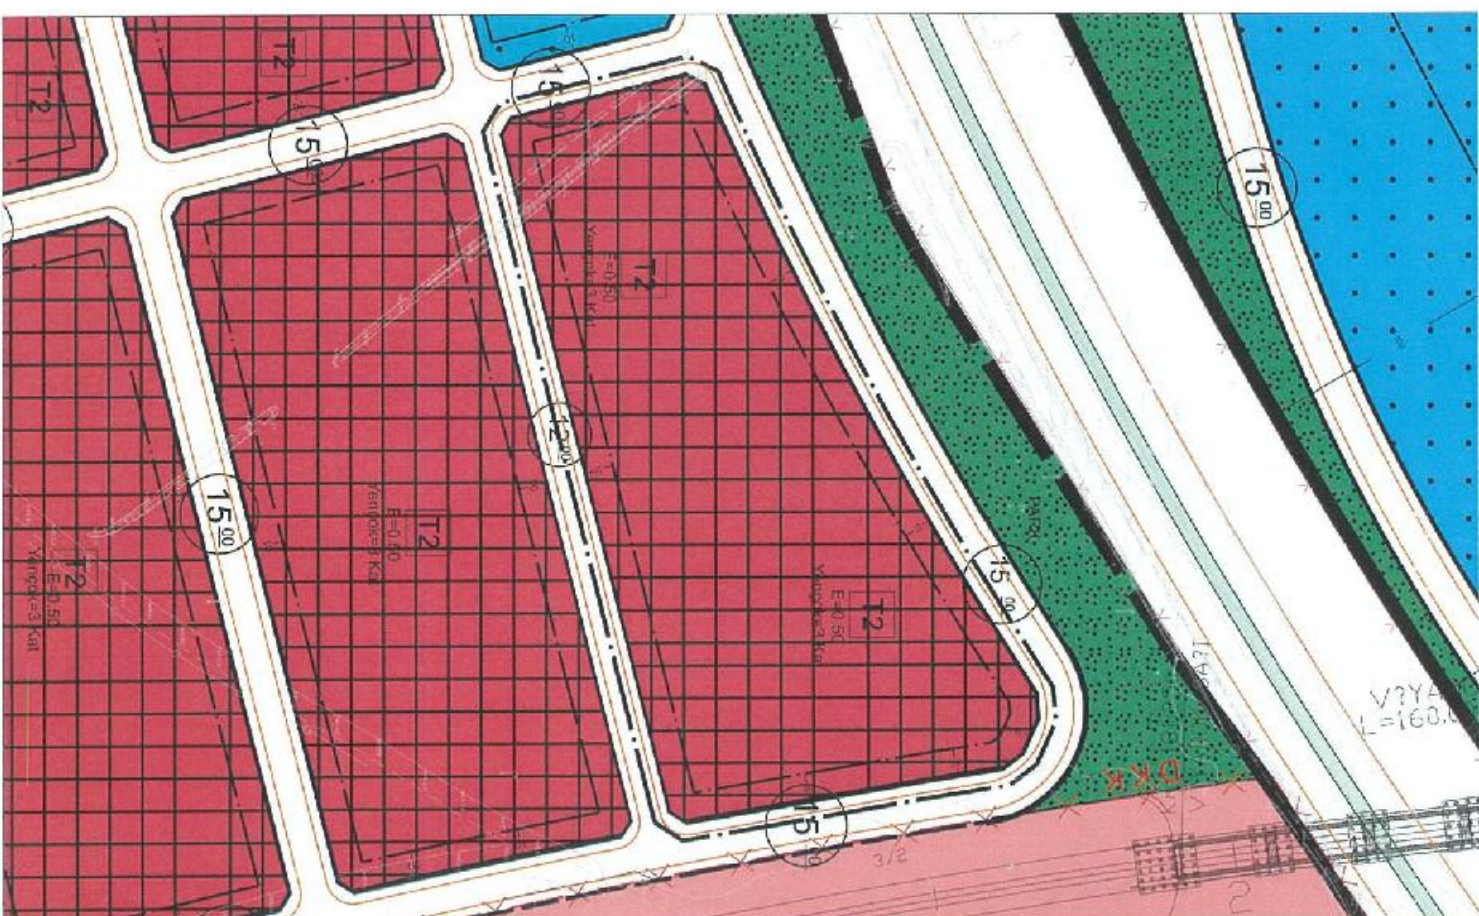 T2
T2
15.00
15.00
15.00
T2
E=0.50
Yençok=3 Kat
12.00
T2
E=0.50
Yençok=3 Kat
15.00
T2
E=0.50
Yençok=3 Kat
15.00
T2
E=0.50
Yençok=3 Kat
PARK
V?YA
L=160.
DKK
15.00
3/2